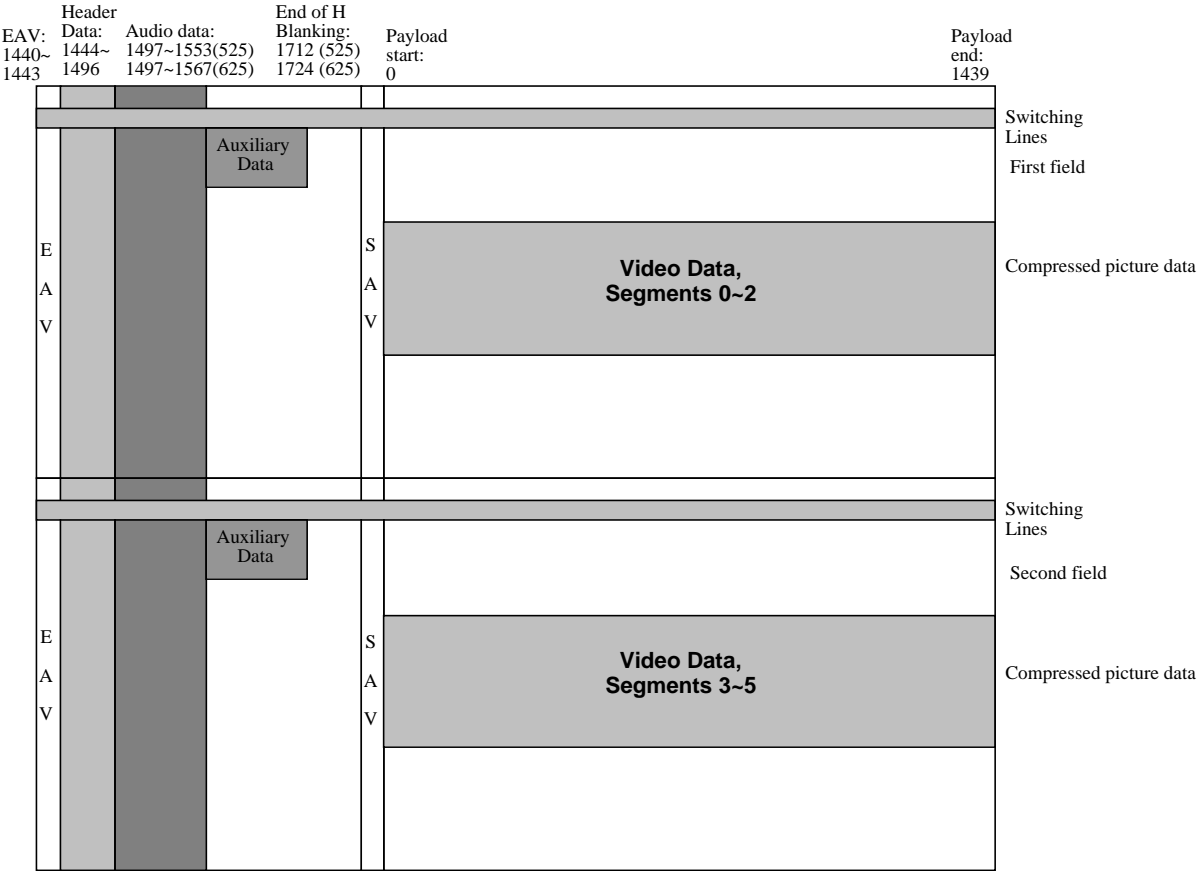 EAV:
1440~
1443
Header
Data:
1444~
1496
Audio data:
1497~1553(525)
1497~1567(625)
End of H
Blanking:
1712 (525)
1724 (625)
Payload
start:
0
Payload
end:
1439
Switching
Lines
Auxiliary
Data
First field
E
A
V
S
A
V
Video Data,
Segments 0~2
Compressed picture data
Switching
Lines
Auxiliary
Data
Second field
E
A
V
S
A
V
Video Data,
Segments 3~5
Compressed picture data